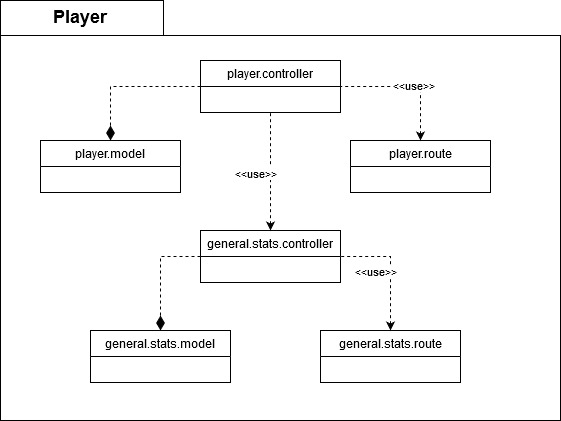 Player
player.controller
<<use>>
player.model
player.route
<<use>>
general.stats.controller
<<use>>
general.stats.model
general.stats.route